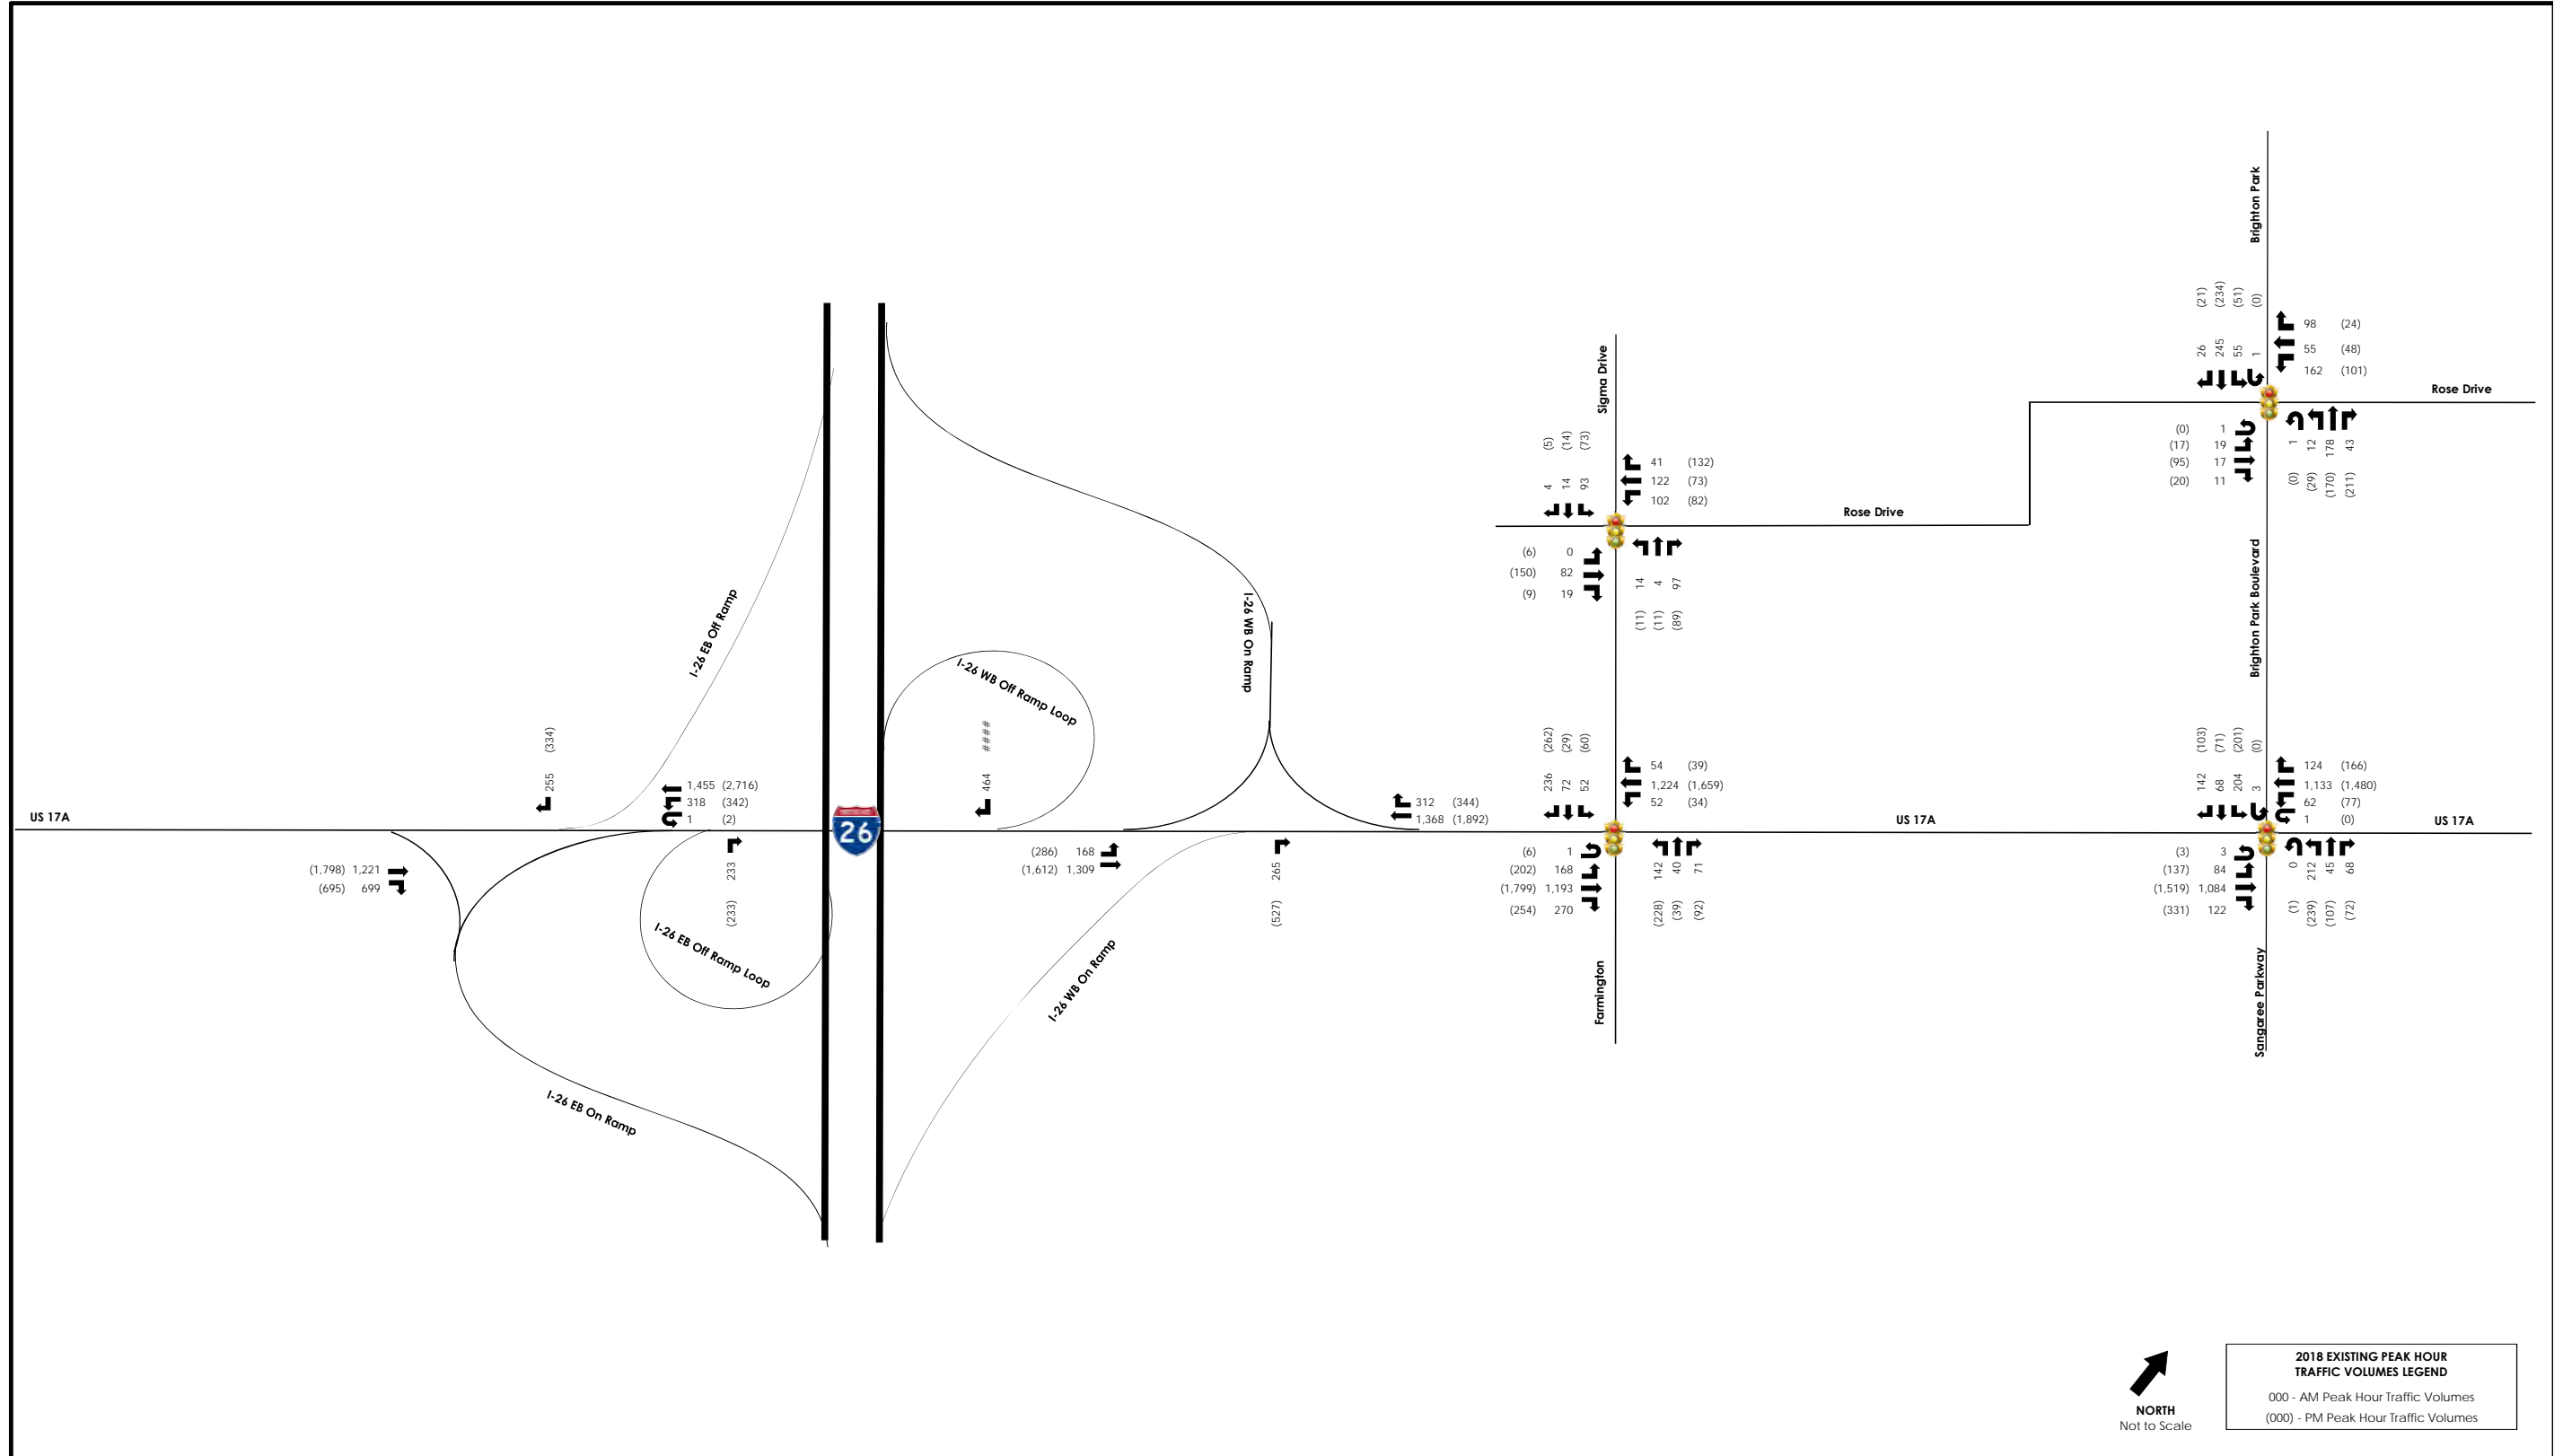 Brighton Park
(21) (234) (51) (0)
26 245 55 1
98 (24)
55 (48)
162 (101)
Rose Drive
(0) 1
(17) 19
(95) 17
(20) 11
1 12 178 43
(0) (29) (170) (211)
Sigma Drive
(5) (14) (73)
4 14 93
41 (132)
122 (73)
102 (82)
Rose Drive
(6) 0
(150) 82
(9) 19
14 4 97
(11) (11) (89)
Brighton Park Boulevard
I-26 EB Off Ramp
I-26 WB Off Ramp Loop
I-26 WB On Ramp
(334)
255
1,455 (2,716)
318 (342)
1 (2)
####
464
312 (344)
1,368 (1,892)
(262) (29) (60)
236 72 52
54 (39)
1,224 (1,659)
52 (34)
(103) (71) (201) (0)
142 68 204 3
124 (166)
1,133 (1,480)
62 (77)
1 (0)
US 17A
26
US 17A
US 17A
(1,798) 1,221
(695) 699
233
(233)
(286) 168
(1,612) 1,309
265
(527)
(6) 1
(202) 168
(1,799) 1,193
(254) 270
142 40 71
(228) (39) (92)
(3) 3
(137) 84
(1,519) 1,084
(331) 122
0 212 45 68
(1) (239) (107) (72)
I-26 EB Off Ramp Loop
I-26 WB On Ramp
Farmington
Sangaree Parkway
I-26 EB On Ramp
NORTH
Not to Scale
2018 EXISTING PEAK HOUR
TRAFFIC VOLUMES LEGEND
000 - AM Peak Hour Traffic Volumes
(000) - PM Peak Hour Traffic Volumes